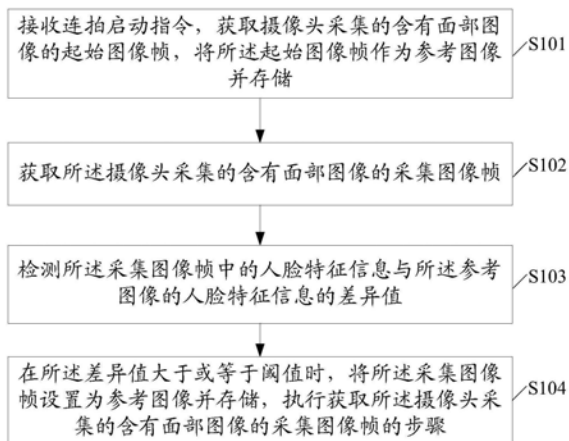 接收连拍启动指令，获取摄像头采集的含有面部图
像的起始图像帧，将所述起始图像帧作为参考图像
并存储
S101
获取所述摄像头采集的含有面部图像的采集图像帧
S102
检测所述采集图像帧中的人脸特征信息与所述参考
图像的人脸特征信息的差异值
S103
在所述差异值大于或等于阈值时，将所述采集图像
帧设置为参考图像并存储，执行获取所述摄像头采
集的含有面部图像的采集图像帧的步骤
S104